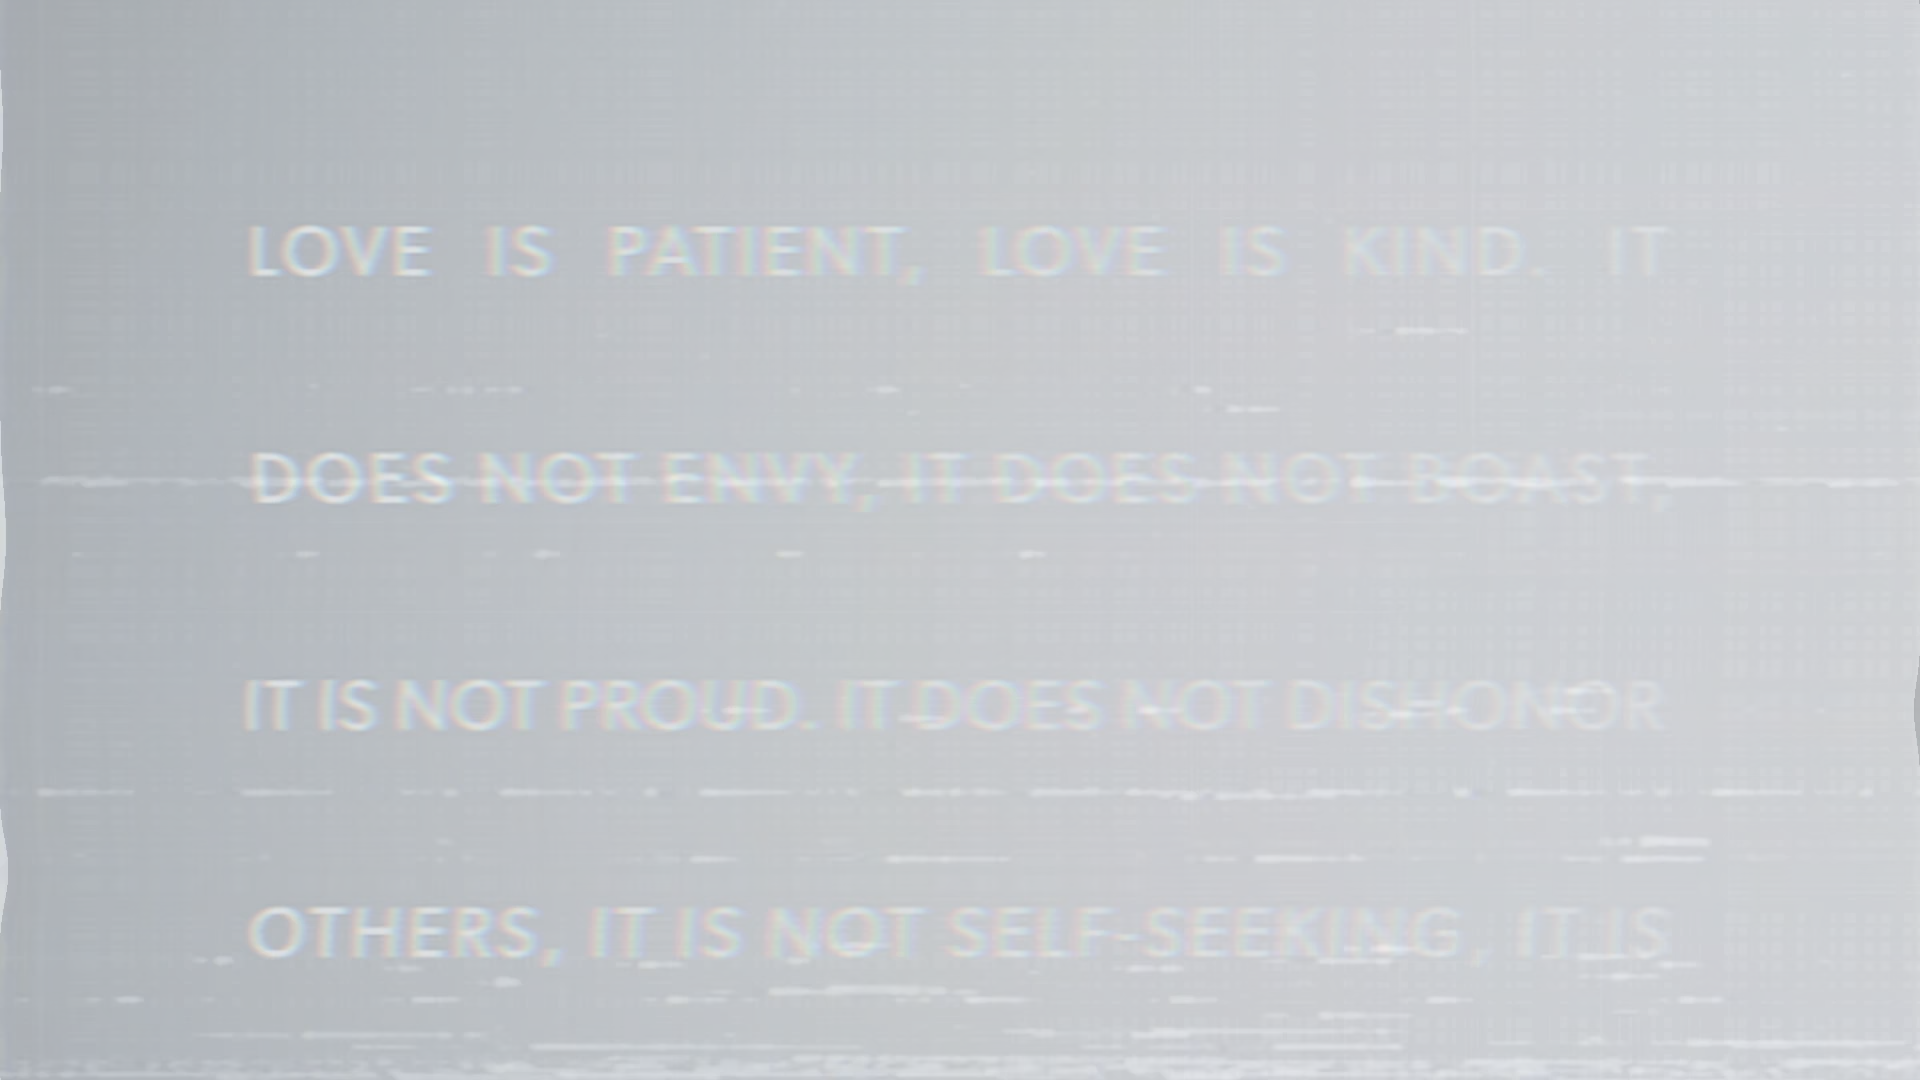 LOVE IS PATIENT, LOVE IS KIND. IT
DOES NOT ENVY, IT DOES NOT BOAST,
IT IS NOT PROUD. IT DOES NOT DISHONOR
OTHERS, IT IS NOT SELF-SEEKING, IT IS